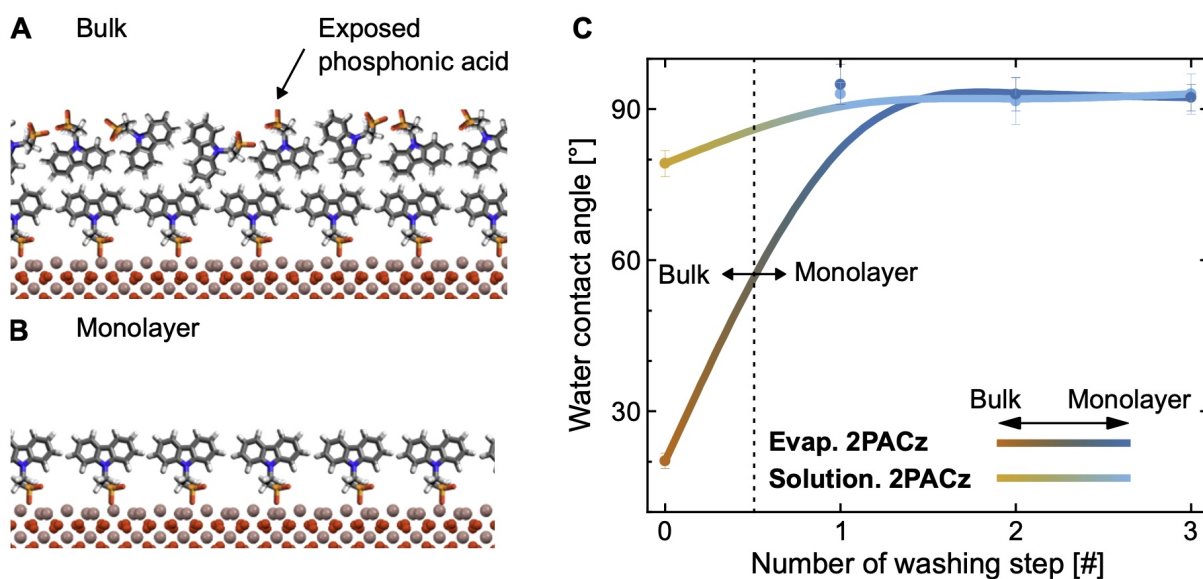 A Bulk
Exposed
phosphonic acid
B Monolayer
C
Water contact angle [°]
90
60
30
Bulk Monolayer
Bulk Monolayer
Evap. 2PACz
Solution. 2PACz
0 1 2 3
Number of washing step [#]